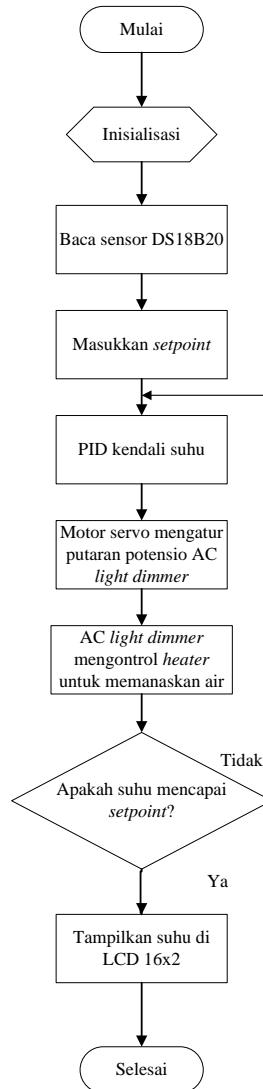 Mulai
Inisialisasi
Baca sensor DS18B20
Masukkan setpoint
PID kendali suhu
Motor servo mengatur
putaran potensio AC
light dimmer
AC light dimmer
mengontrol heater
untuk memanaskan air
Tidak
Apakah suhu mencapai
setpoint?
Ya
Tampilkan suhu di
LCD 16x2
Selesai